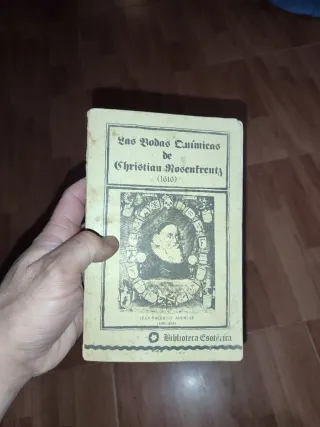 Las Bodas Químicas
de
Christian Rosenkreutz
(1616)
Biblioteca Esotérica